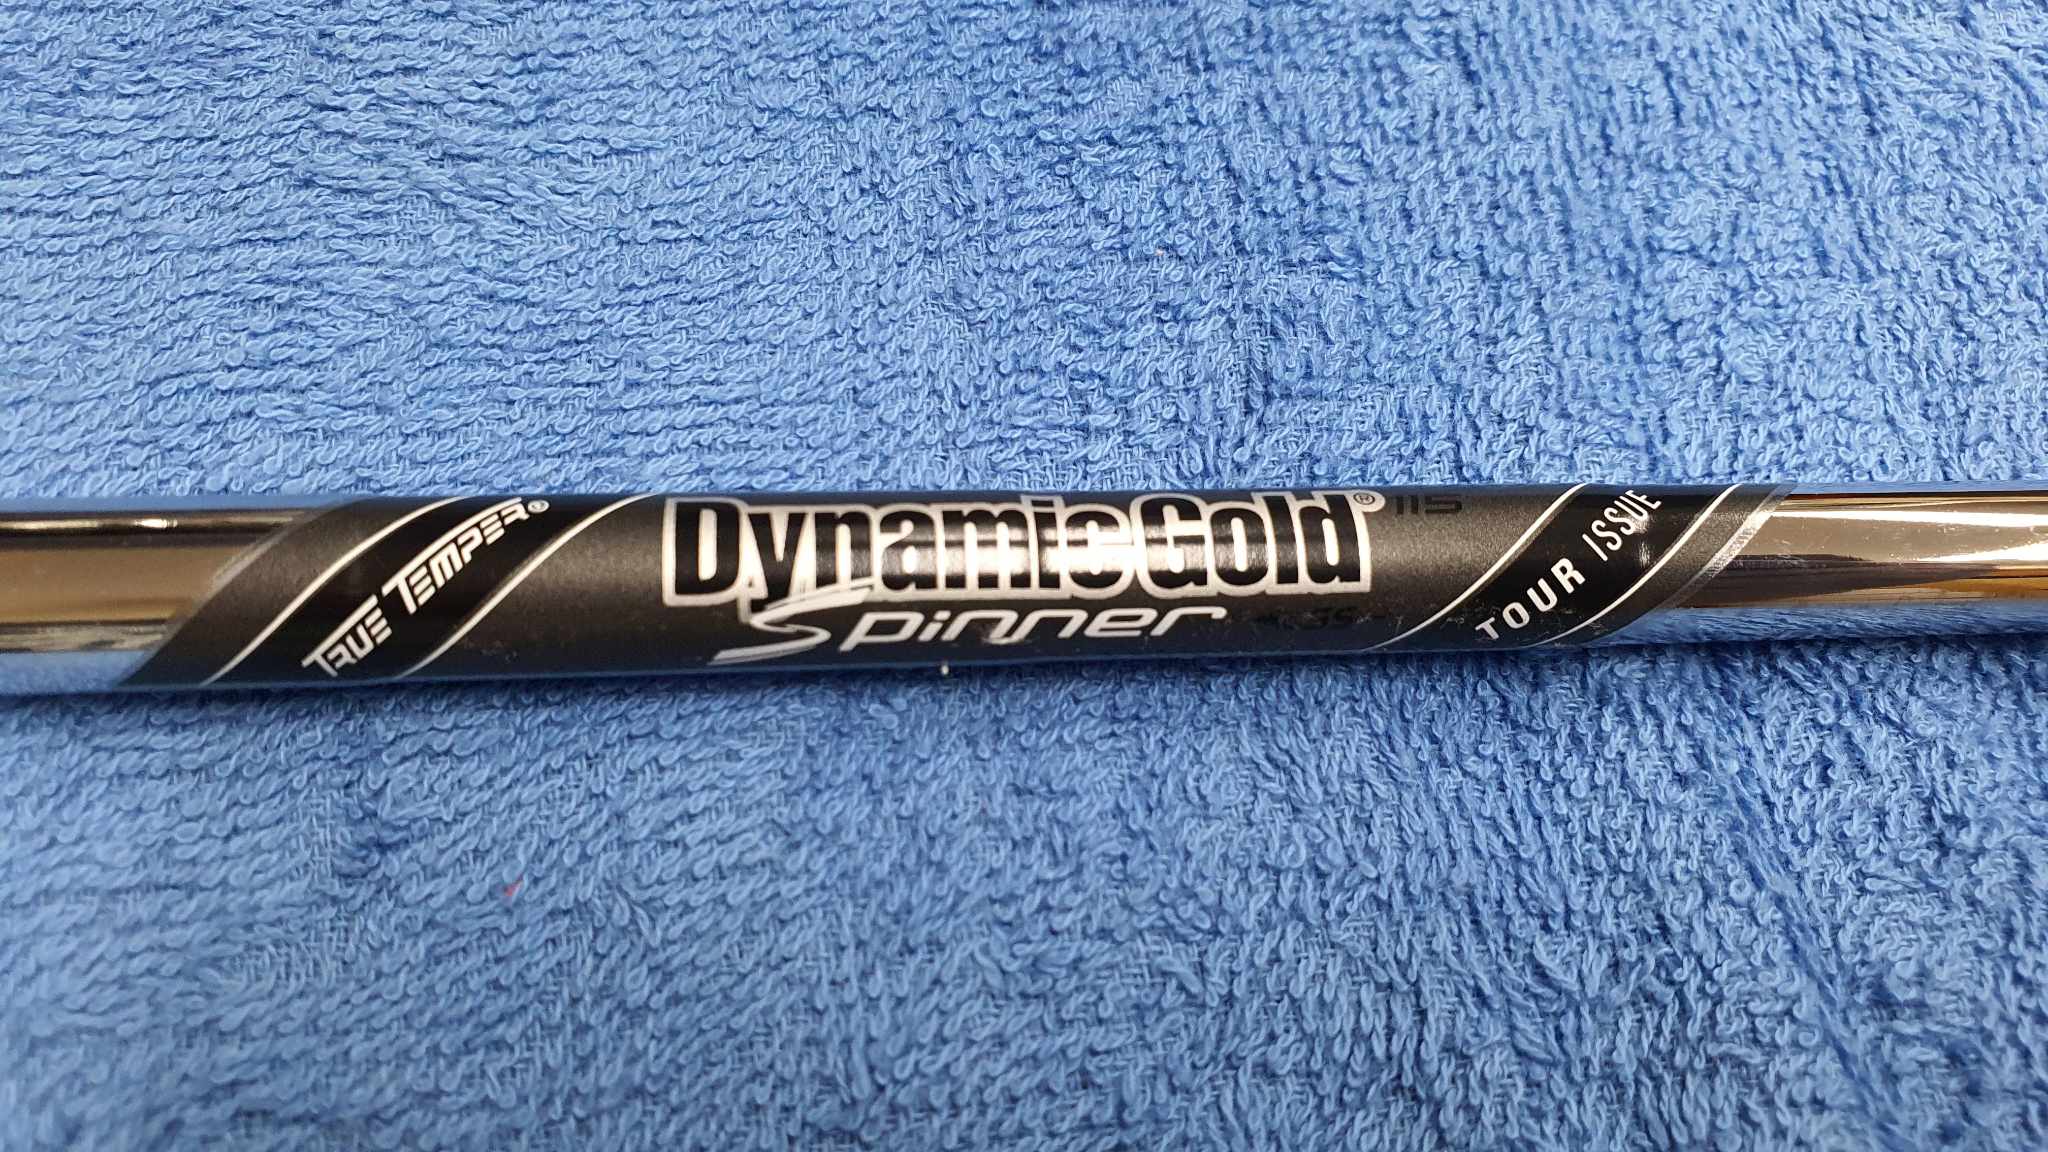 TRUE TEMPER®
Dynamic Gold® 115
Spinner
TOUR ISSUE